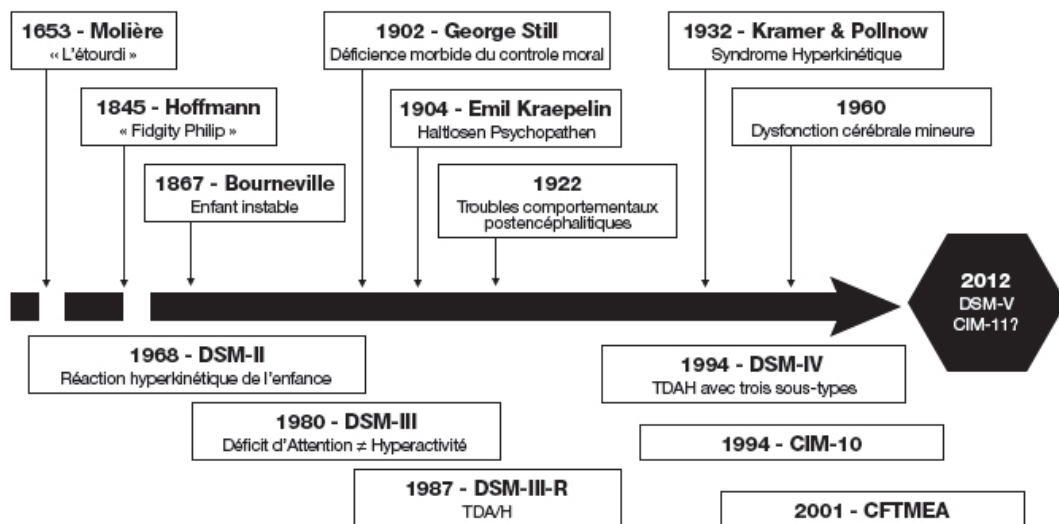 1653 - Molière
« L'étourdi »
1845 - Hoffmann
« Fidgity Philip »
1867 - Bourneville
Enfant instable
1902 - George Still
Déficience morbide du controle moral
1904 - Emil Kraepelin
Haltlosen Psychopathen
1922
Troubles comportementaux
postencéphalitiques
1932 - Kramer & Pollnow
Syndrome Hyperkinétique
1960
Dysfonction cérébrale mineure
2012
DSM-V
CIM-11?
1968 - DSM-II
Réaction hyperkinétique de l'enfance
1980 - DSM-III
Déficit d'Attention ≠ Hyperactivité
1987 - DSM-III-R
TDA/H
1994 - DSM-IV
TDAH avec trois sous-types
1994 - CIM-10
2001 - CFTMEA